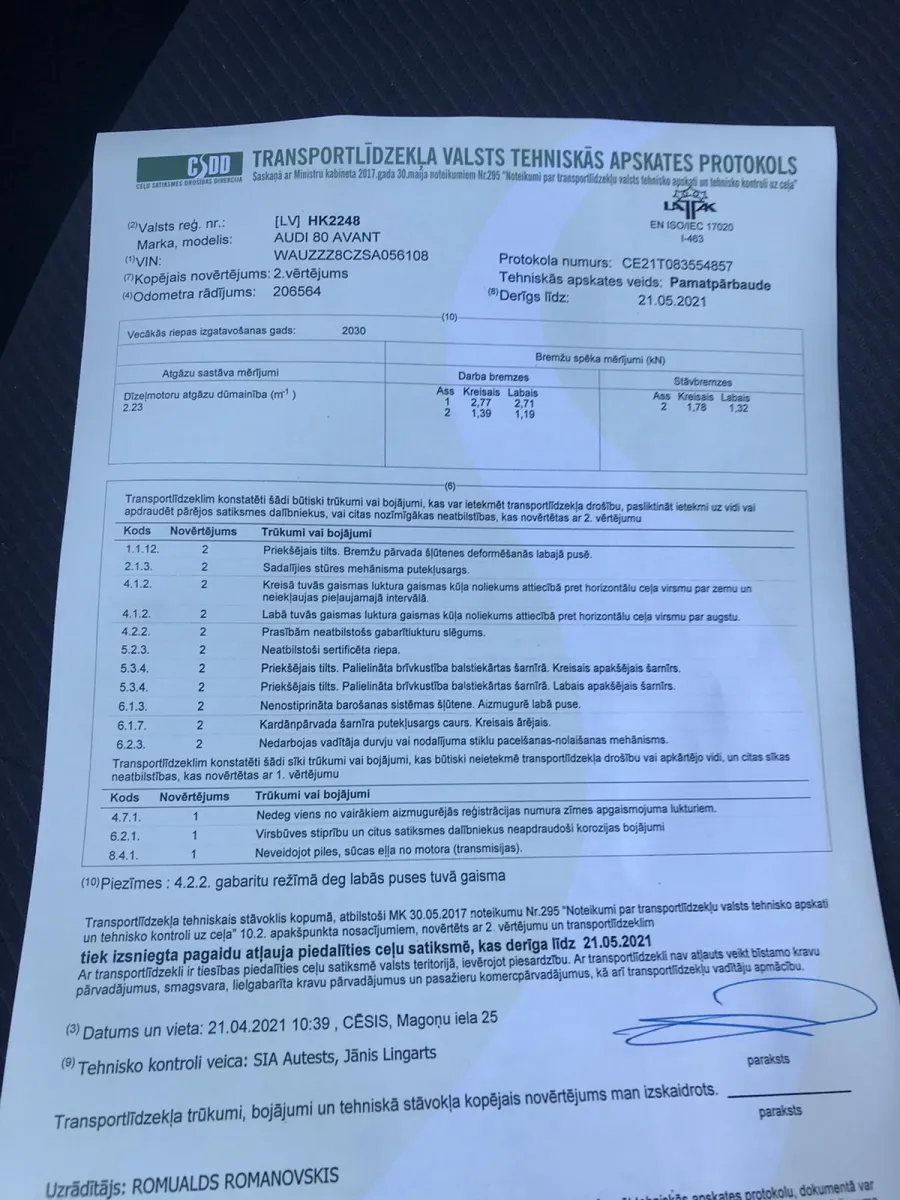 CSDD
CEĻU SATIKSMES DROŠĪBAS DIREKCIJA
TRANSPORTLĪDZEKĻA VALSTS TEHNISKĀS APSKATES PROTOKOLS
Saskaņā ar Ministru kabineta 2017.gada 30.maija noteikumiem Nr.295 "Noteikumi par transportlīdzekļu valsts tehnisko apskati un tehnisko kontroli uz ceļa"
LATAK
EN ISO/IEC 17020
I-463
(2)Valsts reģ. nr.: [LV] HK2248
Marka, modelis: AUDI 80 AVANT
(1)VIN: WAUZZZ8CZSA056108
(7)Kopējais novērtējums: 2.vērtējums
(4)Odometra rādījums: 206564
Protokola numurs: CE21T083554857
Tehniskās apskates veids: Pamatpārbaude
(8)Derīgs līdz: 21.05.2021
(10)
Vecākās riepas izgatavošanas gads: 2030
Bremžu spēka mērījumi (kN)
Atgāzu sastāva mērījumi Darba bremzes Stāvbremzes
Dīzeļmotoru atgāzu dūmainība (m-1 ) Ass Kreisais Labais Ass Kreisais Labais
2.23 1 2,77 2,71 2 1,78 1,32
2 1,39 1,19
(6)
Transportlīdzeklim konstatēti šādi būtiski trūkumi vai bojājumi, kas var ietekmēt transportlīdzekļa drošību, pasliktināt ietekmi uz vidi vai
apdraudēt pārējos satiksmes dalībniekus, vai citas nozīmīgākas neatbilstības, kas novērtētas ar 2. vērtējumu
Kods Novērtējums Trūkumi vai bojājumi
1.1.12. 2 Priekšējais tilts. Bremžu pārvada šļūtenes deformēšanās labajā pusē.
2.1.3. 2 Sadalījies stūres mehānisma putekļusargs.
4.1.2. 2 Kreisā tuvās gaismas luktura gaismas kūļa noliekums attiecībā pret horizontālu ceļa virsmu par zemu un
neiekļaujas pieļaujamajā intervālā.
4.1.2. 2 Labā tuvās gaismas luktura gaismas kūļa noliekums attiecībā pret horizontālu ceļa virsmu par augstu.
4.2.2. 2 Prasībām neatbilstošs gabarītlukturu slēgums.
5.2.3. 2 Neatbilstoši sertificēta riepa.
5.3.4. 2 Priekšējais tilts. Palielināta brīvkustība balstiekārtas šarnīrā. Kreisais apakšējais šarnīrs.
5.3.4. 2 Priekšējais tilts. Palielināta brīvkustība balstiekārtas šarnīrā. Labais apakšējais šarnīrs.
6.1.3. 2 Nenostiprināta barošanas sistēmas šļūtene. Aizmugurē labā puse.
6.1.7. 2 Kardānpārvada šarnīra putekļusargs caurs. Kreisais ārējais.
6.2.3. 2 Nedarbojas vadītāja durvju vai nodalījuma stiklu pacelšanas-nolaišanas mehānisms.
Transportlīdzeklim konstatēti šādi sīki trūkumi vai bojājumi, kas būtiski neietekmē transportlīdzekļa drošību vai apkārtējo vidi, un citas sīkas
neatbilstības, kas novērtētas ar 1. vērtējumu
Kods Novērtējums Trūkumi vai bojājumi
4.7.1. 1 Nedeg viens no vairākiem aizmugurējās reģistrācijas numura zīmes apgaismojuma lukturiem.
6.2.1. 1 Virsbūves stiprību un citus satiksmes dalībniekus neapdraudoši korozijas bojājumi
8.4.1. 1 Neveidojot piles, sūcas eļļa no motora (transmisijas).
(10)Piezīmes : 4.2.2. gabaritu režīmā deg labās puses tuvā gaisma
Transportlīdzekļa tehniskais stāvoklis kopumā, atbilstoši MK 30.05.2017 noteikumu Nr.295 "Noteikumi par transportlīdzekļu valsts tehnisko apskati
un tehnisko kontroli uz ceļa" 10.2. apakšpunkta nosacījumiem, novērtēts ar 2. vērtējumu un transportlīdzeklim
tiek izsniegta pagaidu atļauja piedalīties ceļu satiksmē, kas derīga līdz 21.05.2021
Ar transportlīdzekli ir tiesības piedalīties ceļu satiksmē valsts teritorijā, ievērojot piesardzību. Ar transportlīdzekli nav atļauts veikt bīstamo kravu
pārvadājumus, smagsvara, lielgabarīta kravu pārvadājumus un pasažieru komercpārvadājumus, kā arī transportlīdzekļu vadītāju apmācību.
(3) Datums un vieta: 21.04.2021 10:39 , CĒSIS, Magoņu iela 25
(9)Tehnisko kontroli veica: SIA Autests, Jānis Lingarts
paraksts
Transportlīdzekļa trūkumi, bojājumi un tehniskā stāvokļa kopējais novērtējums man izskaidrots.
paraksts
Uzrādītājs: ROMUALDS ROMANOVSKIS
tehniskās apskates protokolu, dokumentā var